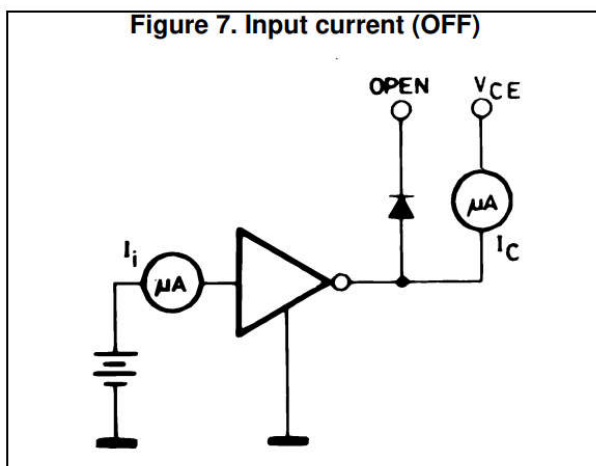 Figure 7. Input current (OFF)
OPEN
VCE
μA
IC
Ii
μA